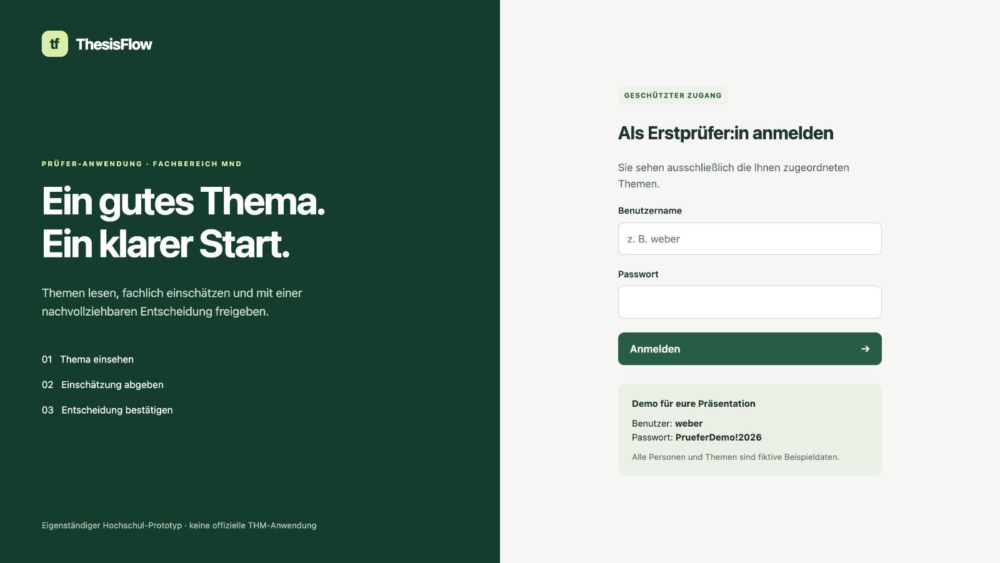 tf ThesisFlow
PRÜFER-ANWENDUNG · FACHBEREICH MND
Ein gutes Thema.
Ein klarer Start.
Themen lesen, fachlich einschätzen und mit einer
nachvollziehbaren Entscheidung freigeben.
01 Thema einsehen
02 Einschätzung abgeben
03 Entscheidung bestätigen
Eigenständiger Hochschul-Prototyp · keine offizielle THM-Anwendung
GESCHÜTZTER ZUGANG
Als Erstprüfer:in anmelden
Sie sehen ausschließlich die Ihnen zugeordneten
Themen.
Benutzername
z. B. weber
Passwort
Anmelden →
Demo für eure Präsentation
Benutzer: weber
Passwort: PrueferDemo!2026
Alle Personen und Themen sind fiktive Beispieldaten.